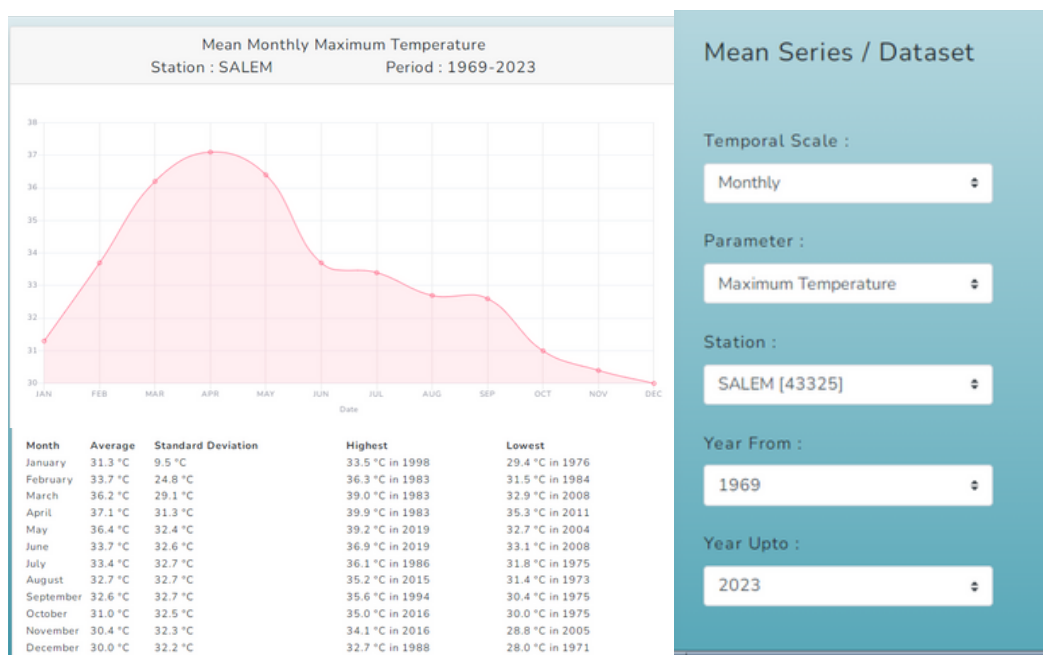 Mean Monthly Maximum Temperature
Station : SALEM Period : 1969-2023
38
37
36
35
34
33
32
31
30
JAN FEB MAR APR MAY JUN JUL AUG SEP OCT NOV DEC
Date
Month Average Standard Deviation Highest Lowest
January 31.3 °C 9.5 °C 33.5 °C in 1998 29.4 °C in 1976
February 33.7 °C 24.8 °C 36.3 °C in 1983 31.5 °C in 1984
March 36.2 °C 29.1 °C 39.0 °C in 1983 32.9 °C in 2008
April 37.1 °C 31.3 °C 39.9 °C in 1983 35.3 °C in 2011
May 36.4 °C 32.4 °C 39.2 °C in 2019 32.7 °C in 2004
June 33.7 °C 32.6 °C 36.9 °C in 2019 33.1 °C in 2008
July 33.4 °C 32.7 °C 36.1 °C in 1986 31.8 °C in 1975
August 32.7 °C 32.7 °C 35.2 °C in 2015 31.4 °C in 1973
September 32.6 °C 32.7 °C 35.6 °C in 1994 30.4 °C in 1975
October 31.0 °C 32.5 °C 35.0 °C in 2016 30.0 °C in 1975
November 30.4 °C 32.3 °C 34.1 °C in 2016 28.8 °C in 2005
December 30.0 °C 32.2 °C 32.7 °C in 1988 28.0 °C in 1971
Mean Series / Dataset
Temporal Scale :
Monthly
Parameter :
Maximum Temperature
Station :
SALEM [43325]
Year From :
1969
Year Upto :
2023